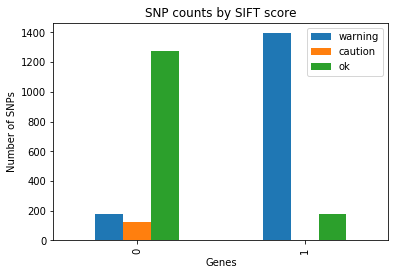 SNP counts by SIFT score
warning
caution
ok
Number of SNPs
1400
1200
1000
800
600
400
200
0
0
1
Genes